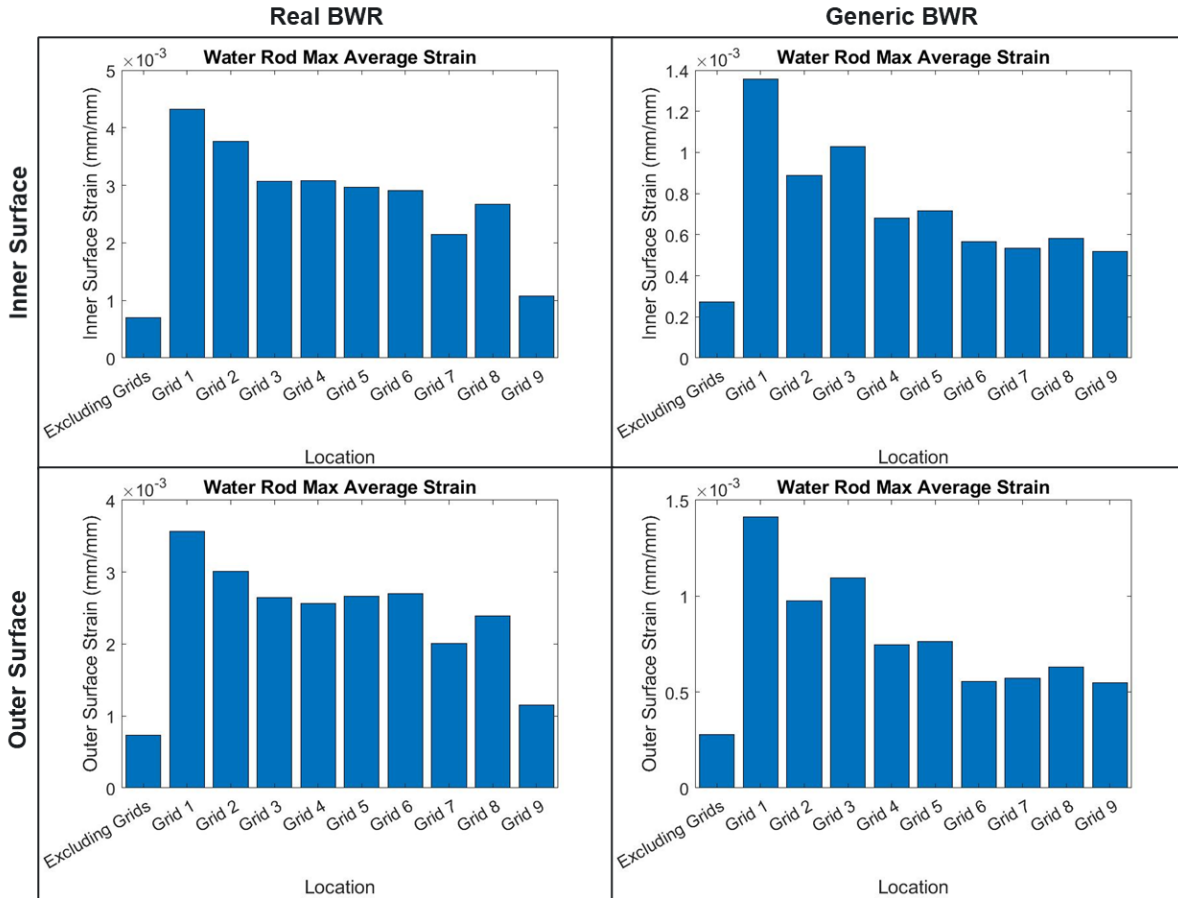 Real BWR
Generic BWR
Inner Surface
×10⁻³
Water Rod Max Average Strain
Inner Surface Strain (mm/mm)
5
4
3
2
1
0
Excluding Grids
Grid 1
Grid 2
Grid 3
Grid 4
Grid 5
Grid 6
Grid 7
Grid 8
Grid 9
Location
×10⁻³
Water Rod Max Average Strain
Inner Surface Strain (mm/mm)
1.4
1.2
1
0.8
0.6
0.4
0.2
0
Excluding Grids
Grid 1
Grid 2
Grid 3
Grid 4
Grid 5
Grid 6
Grid 7
Grid 8
Grid 9
Location
Outer Surface
×10⁻³
Water Rod Max Average Strain
Outer Surface Strain (mm/mm)
4
3
2
1
0
Excluding Grids
Grid 1
Grid 2
Grid 3
Grid 4
Grid 5
Grid 6
Grid 7
Grid 8
Grid 9
Location
×10⁻³
Water Rod Max Average Strain
Outer Surface Strain (mm/mm)
1.5
1
0.5
0
Excluding Grids
Grid 1
Grid 2
Grid 3
Grid 4
Grid 5
Grid 6
Grid 7
Grid 8
Grid 9
Location